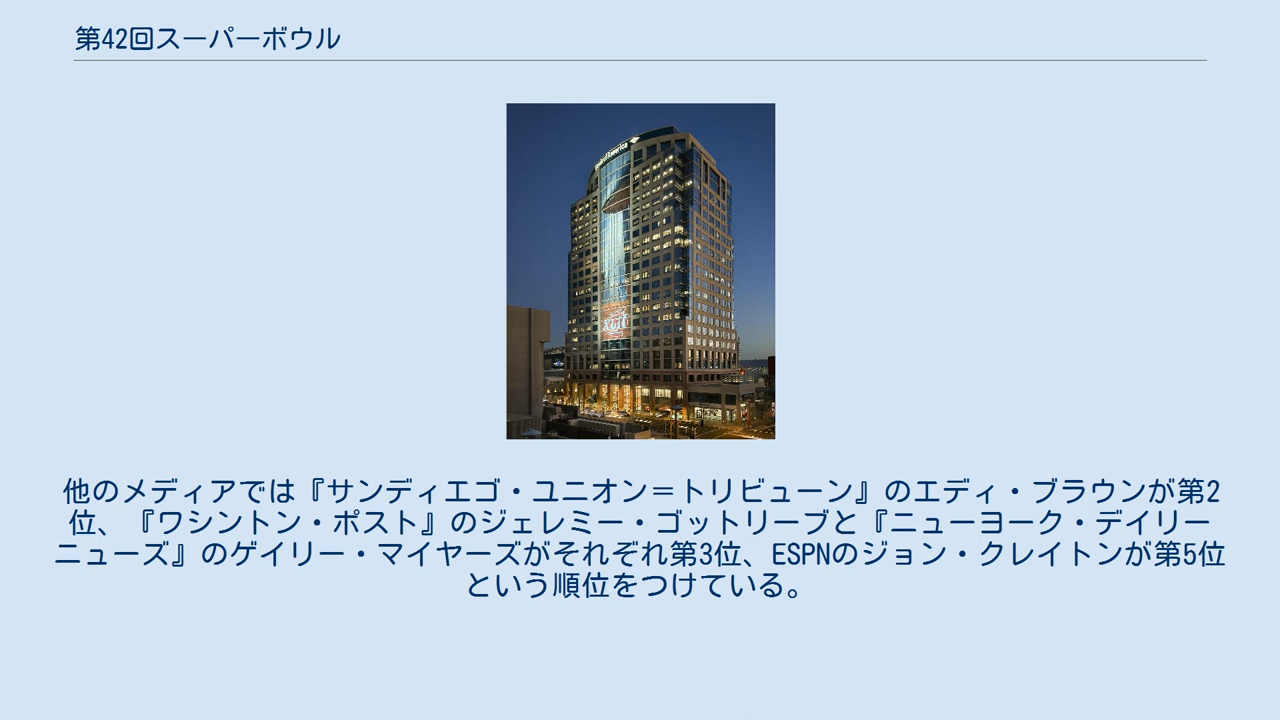 第42回スーパーボウル
他のメディアでは『サンディエゴ・ユニオン＝トリビューン』のエディ・ブラウンが第2
位、『ワシントン・ポスト』のジェレミー・ゴットリーブと『ニューヨーク・デイリー
ニューズ』のゲイリー・マイヤーズがそれぞれ第3位、ESPNのジョン・クレイトンが第5位
という順位をつけている。